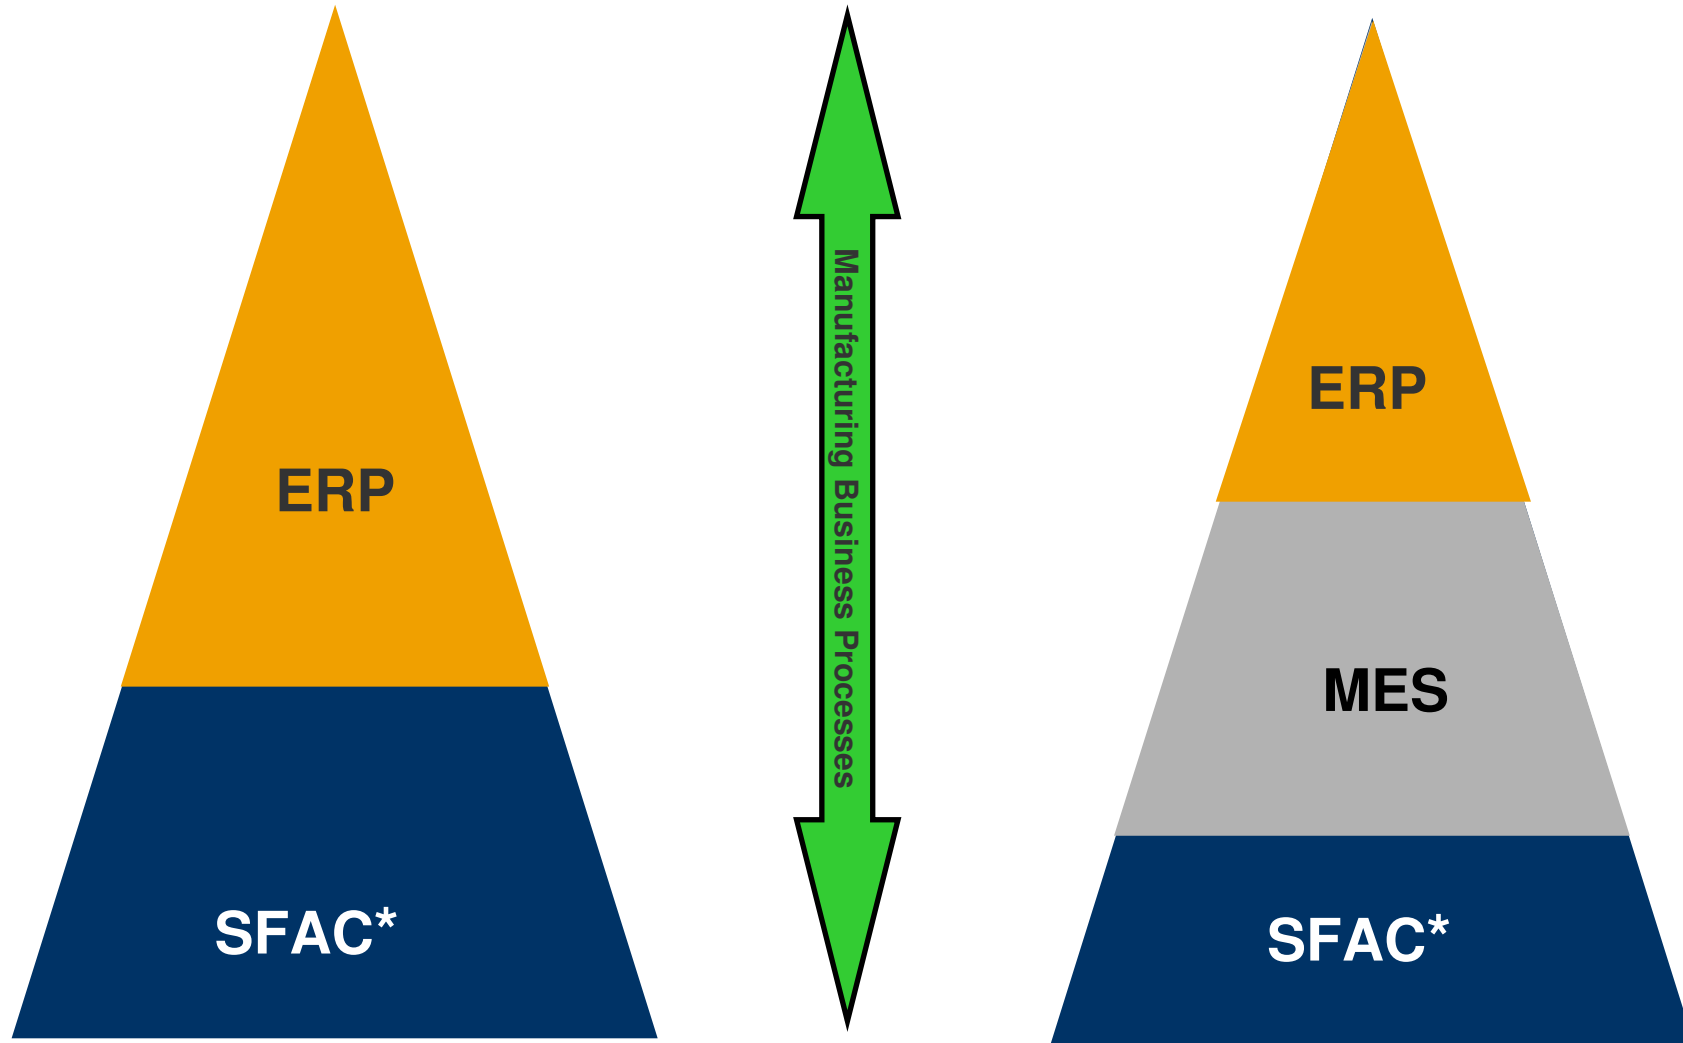 ERP
SFAC*
Manufacturing Business Processes
ERP
MES
SFAC*